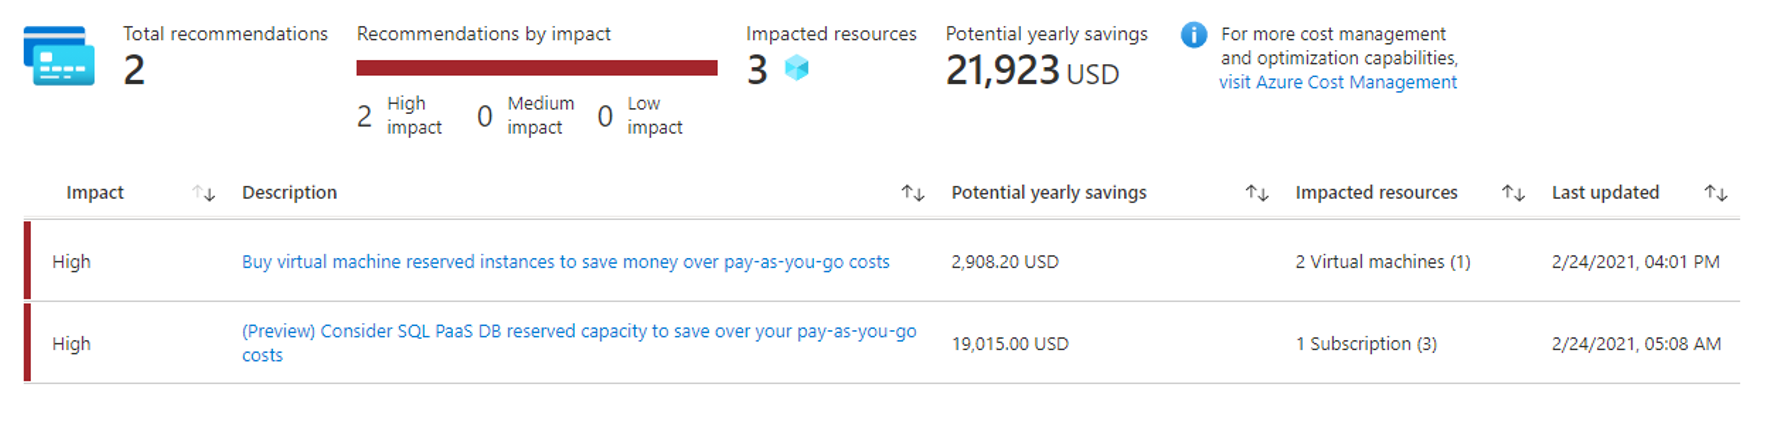 Total recommendations
2
Recommendations by impact
2 High impact
0 Medium impact
0 Low impact
Impacted resources
3
Potential yearly savings
21,923 USD
For more cost management
and optimization capabilities,
visit Azure Cost Management
Impact Description Potential yearly savings Impacted resources Last updated
High Buy virtual machine reserved instances to save money over pay-as-you-go costs 2,908.20 USD 2 Virtual machines (1) 2/24/2021, 04:01 PM
High (Preview) Consider SQL PaaS DB reserved capacity to save over your pay-as-you-go
costs 19,015.00 USD 1 Subscription (3) 2/24/2021, 05:08 AM